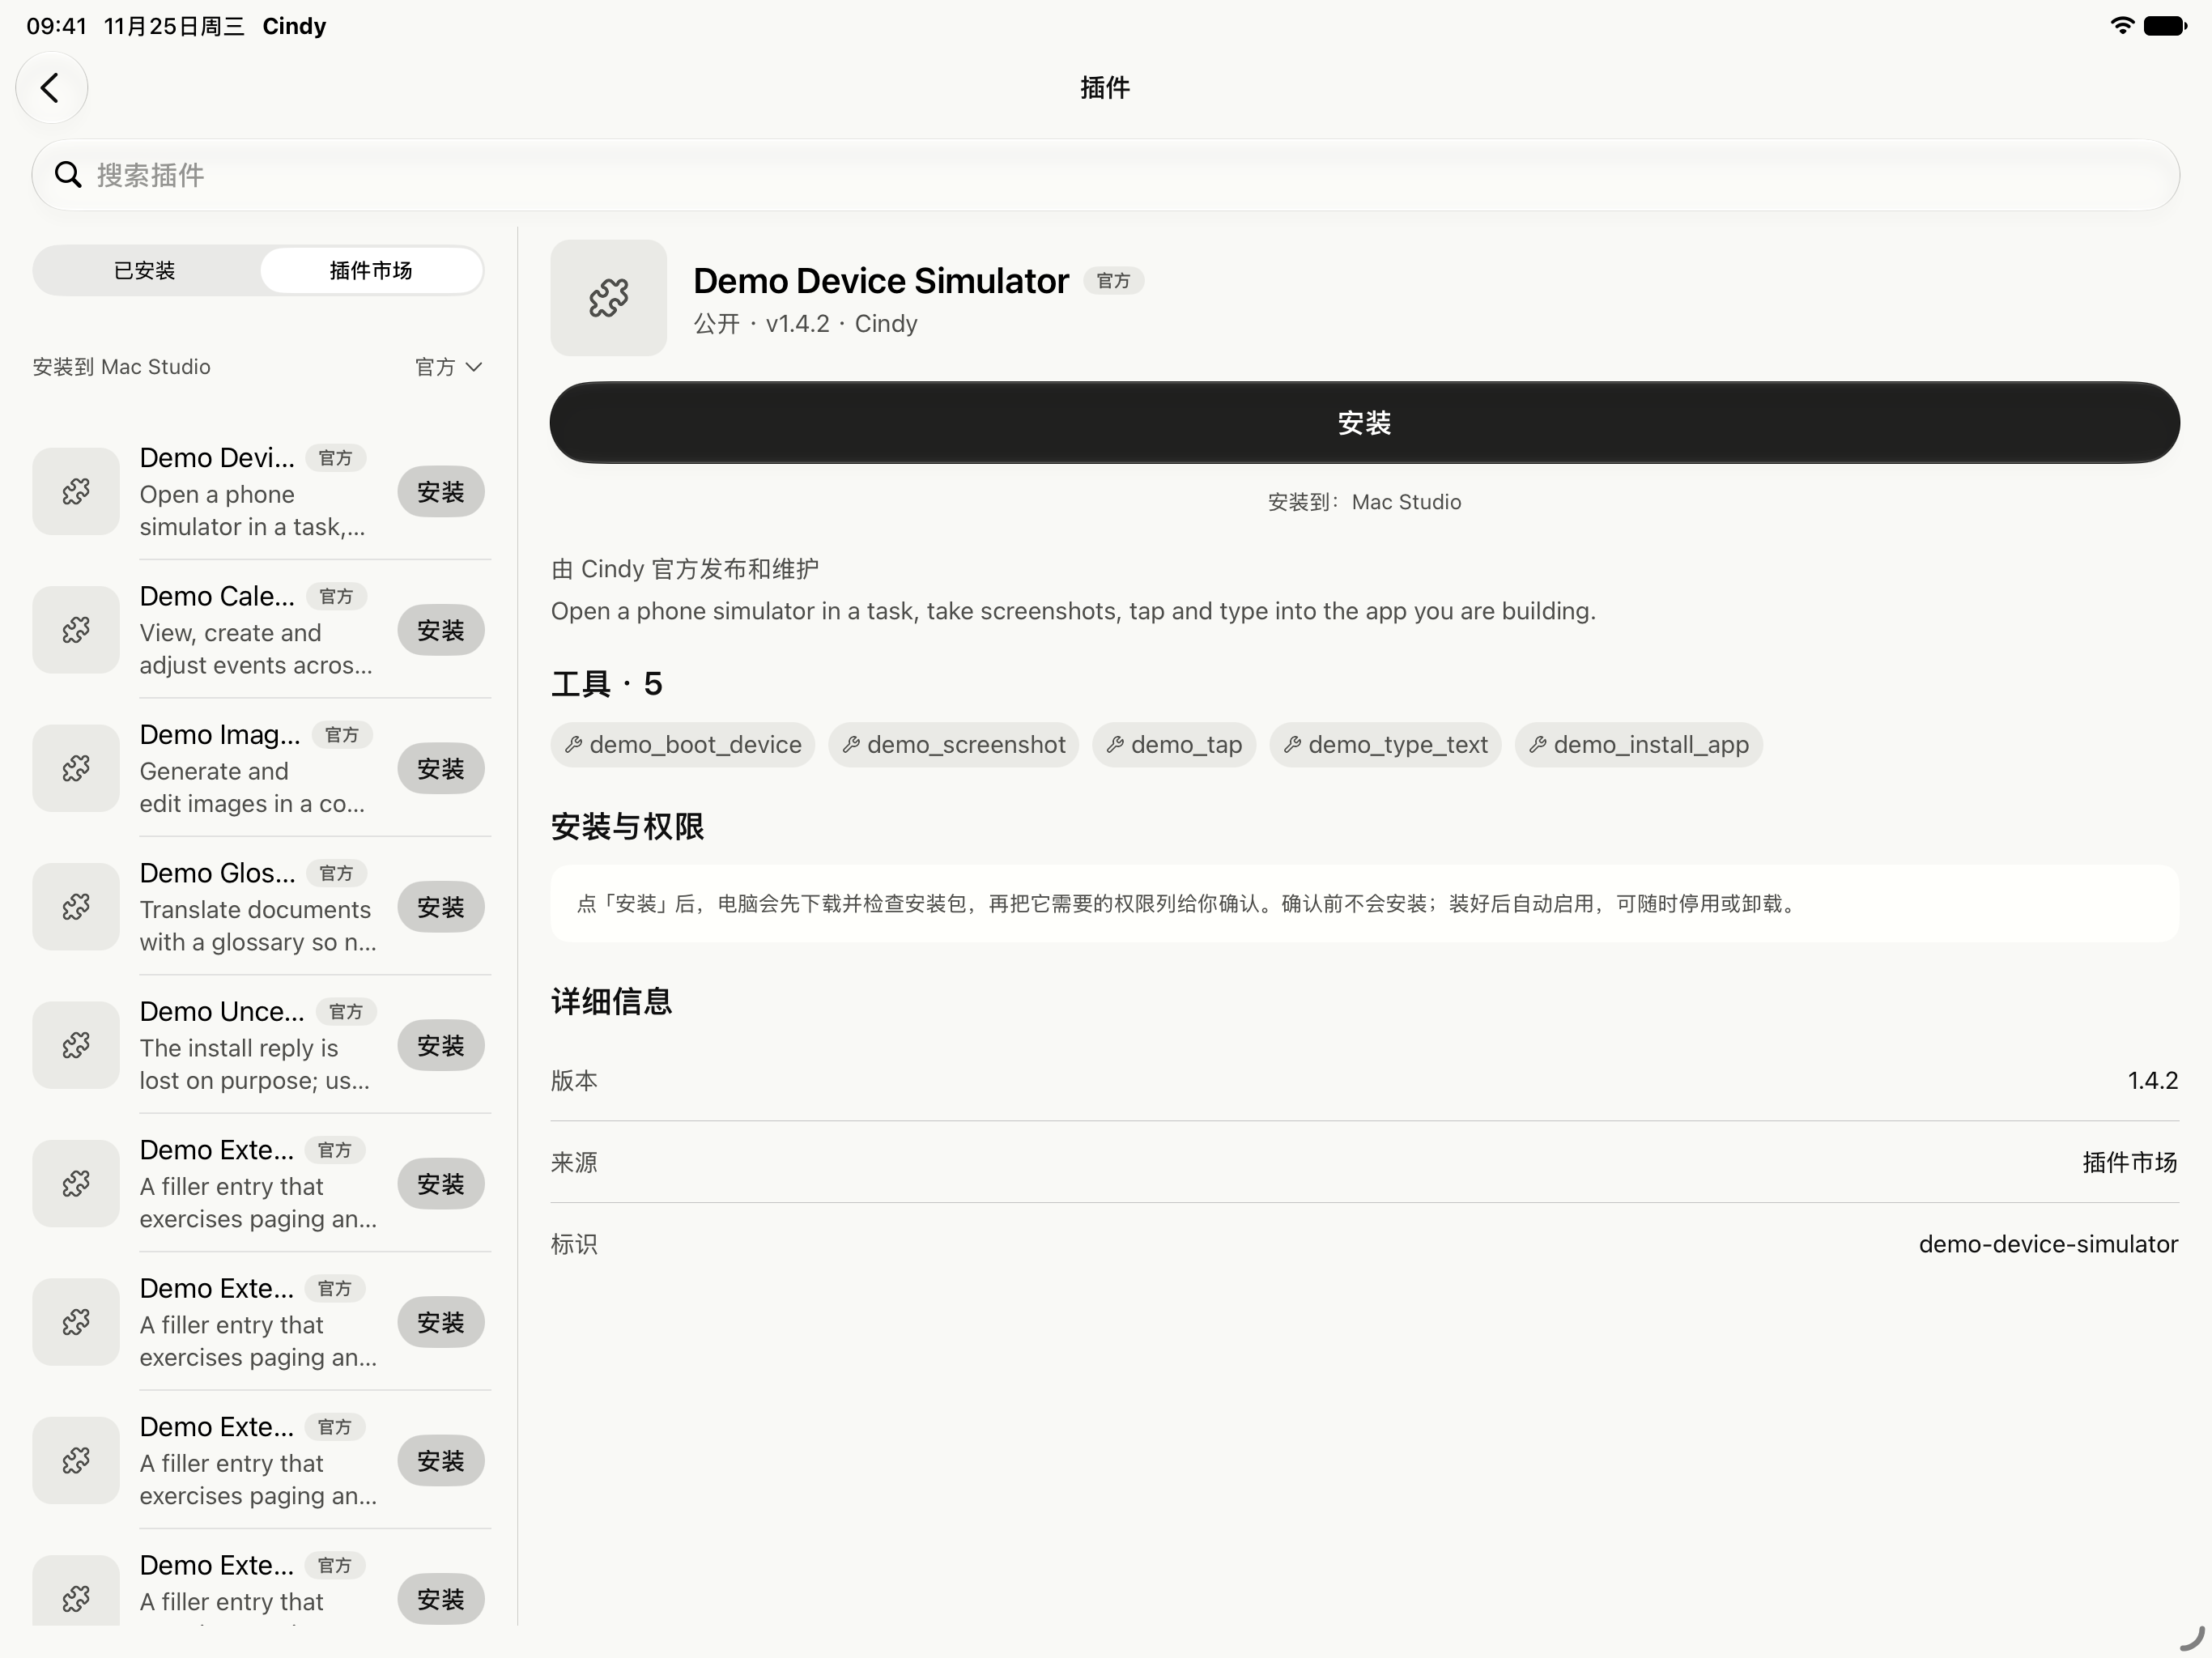 09:41 11月25日周三 Cindy
插件
搜索插件
已安装
插件市场
安装到 Mac Studio
官方
Demo Devi... 官方
Open a phone
simulator in a task,...
安装
Demo Cale... 官方
View, create and
adjust events acros...
安装
Demo Imag... 官方
Generate and
edit images in a co...
安装
Demo Glos... 官方
Translate documents
with a glossary so n...
安装
Demo Unce... 官方
The install reply is
lost on purpose; us...
安装
Demo Exte... 官方
A filler entry that
exercises paging an...
安装
Demo Exte... 官方
A filler entry that
exercises paging an...
安装
Demo Exte... 官方
A filler entry that
exercises paging an...
安装
Demo Exte... 官方
A filler entry that
安装
Demo Device Simulator 官方
公开 · v1.4.2 · Cindy
安装
安装到：Mac Studio
由 Cindy 官方发布和维护
Open a phone simulator in a task, take screenshots, tap and type into the app you are building.
工具 · 5
demo_boot_device demo_screenshot demo_tap demo_type_text demo_install_app
安装与权限
点「安装」后，电脑会先下载并检查安装包，再把它需要的权限列给你确认。确认前不会安装；装好后自动启用，可随时停用或卸载。
详细信息
版本 1.4.2
来源 插件市场
标识 demo-device-simulator